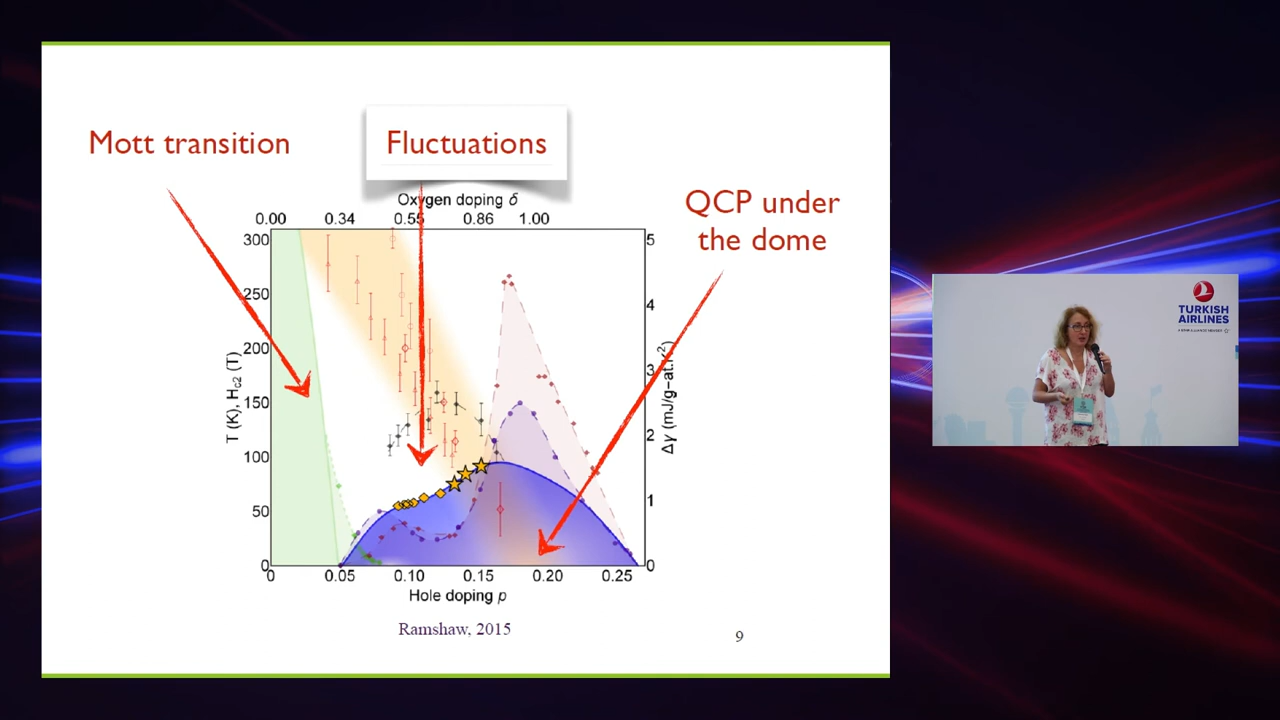 Mott transition
Fluctuations
QCP under
the dome
Oxygen doping δ
0.00 0.34 0.55 0.86 1.00
300
250
200
150
100
50
0
T (K), Hc2 (T)
5
4
3
2
1
0
Δγ (mJ/g-at.K²)
0 0.05 0.10 0.15 0.20 0.25
Hole doping p
Ramshaw, 2015
9
TURKISH
AIRLINES